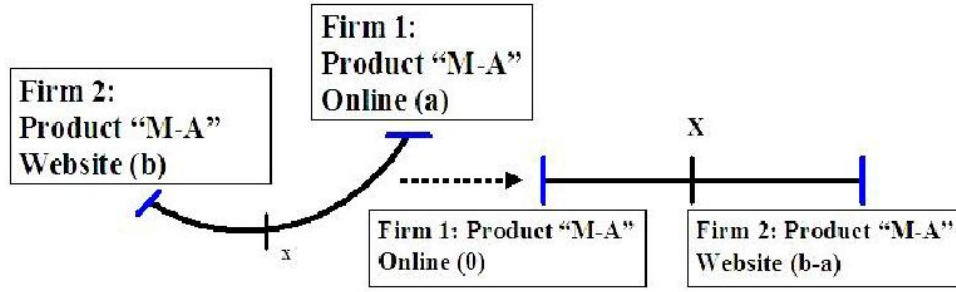 Firm 2:
Product “M-A”
Website (b)
Firm 1:
Product “M-A”
Online (a)
x
X
Firm 1: Product “M-A”
Online (0)
Firm 2: Product “M-A”
Website (b-a)